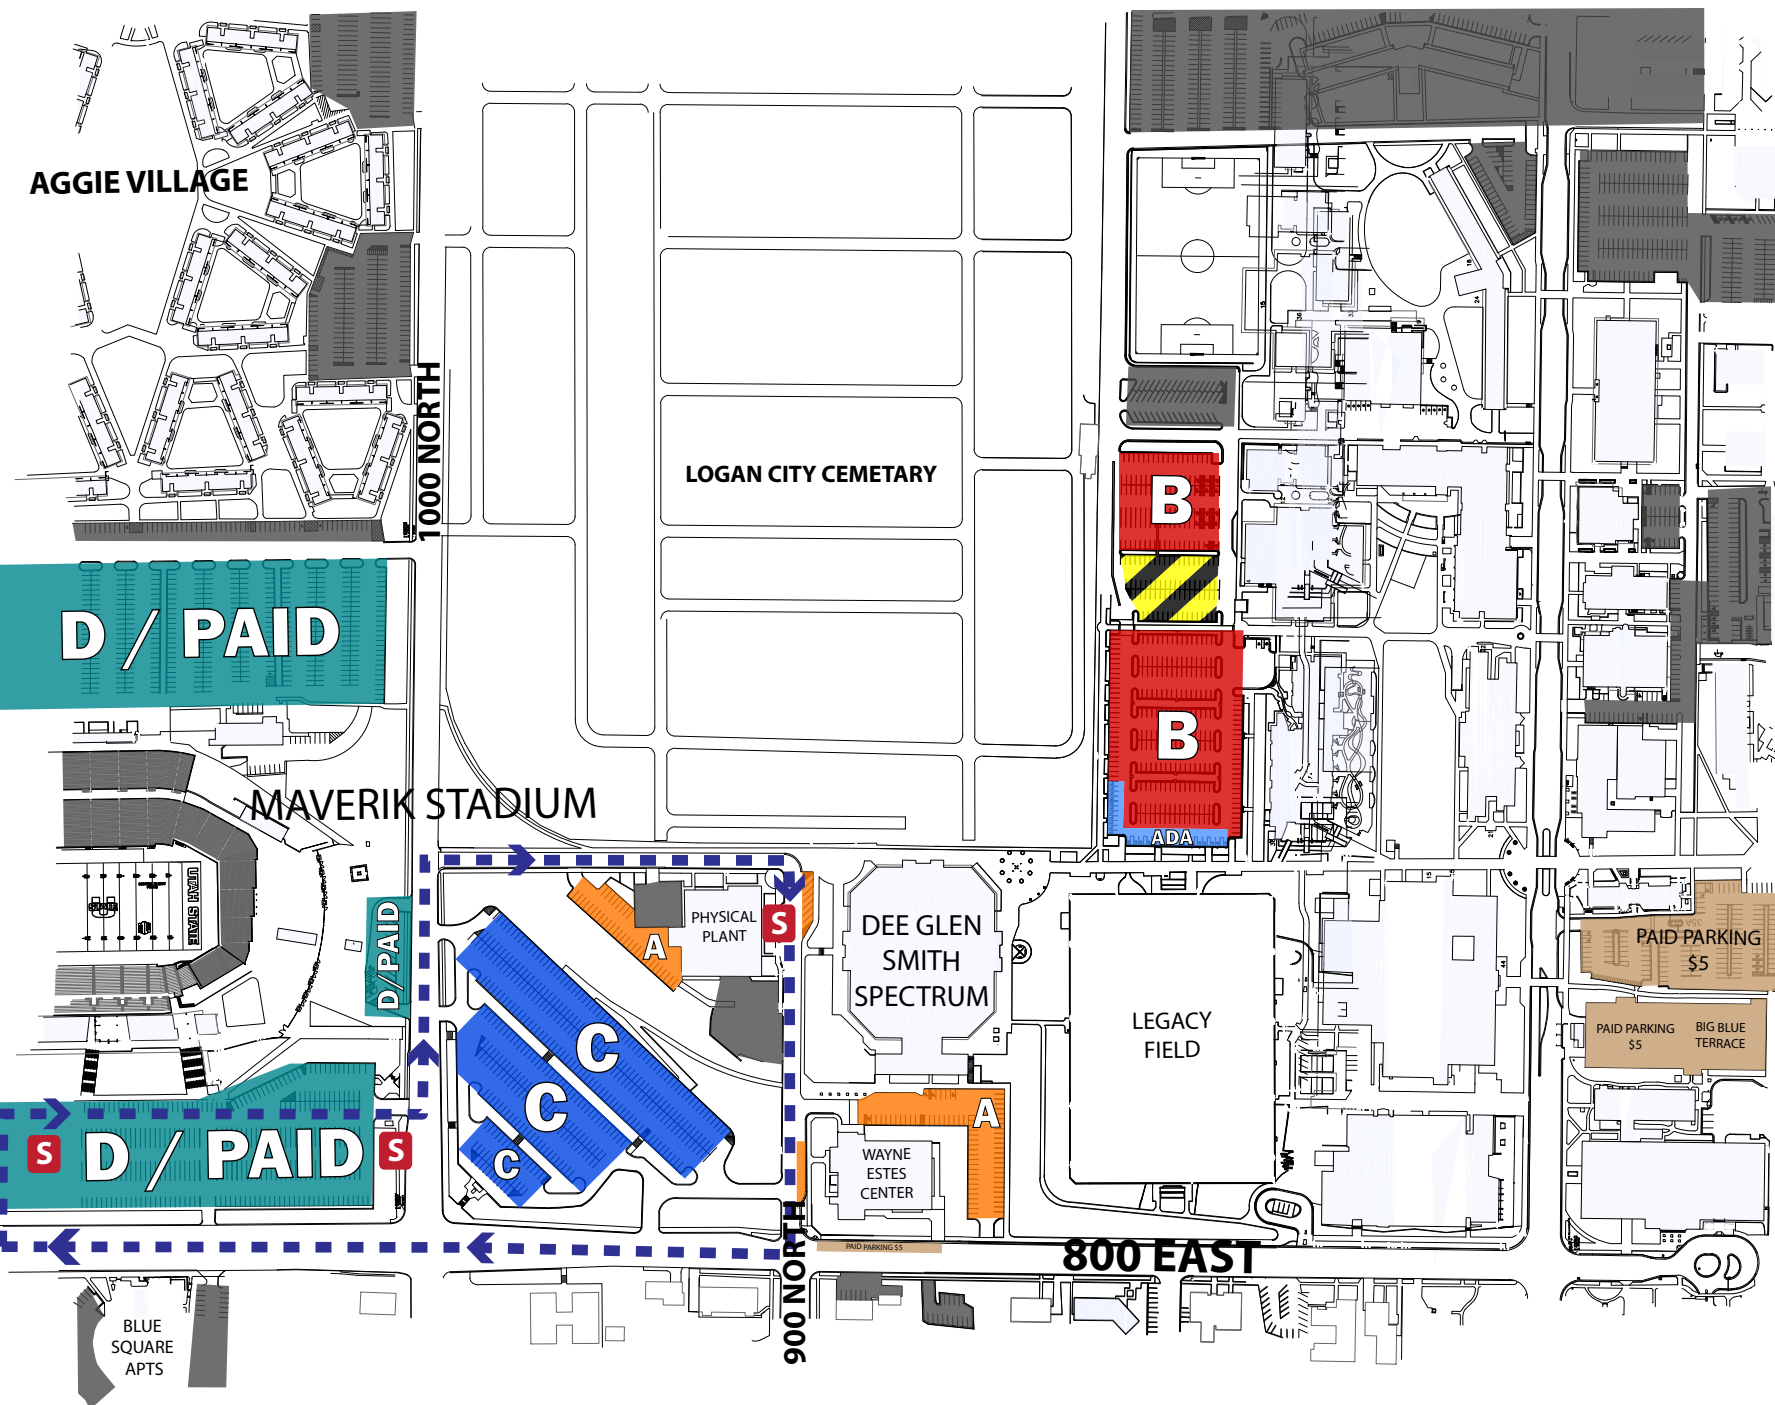 AGGIE VILLAGE
1000 NORTH
LOGAN CITY CEMETARY
B
D / PAID
B
ADA
MAVERIK STADIUM
UTAH STATE
D/PAID
A
PHYSICAL
PLANT
S
DEE GLEN
SMITH
SPECTRUM
LEGACY
FIELD
PAID PARKING
$5
PAID PARKING
$5
BIG BLUE
TERRACE
C
C
C
A
S
D / PAID
S
WAYNE
ESTES
CENTER
900 NORTH
PAID PARKING $5
800 EAST
BLUE
SQUARE
APTS